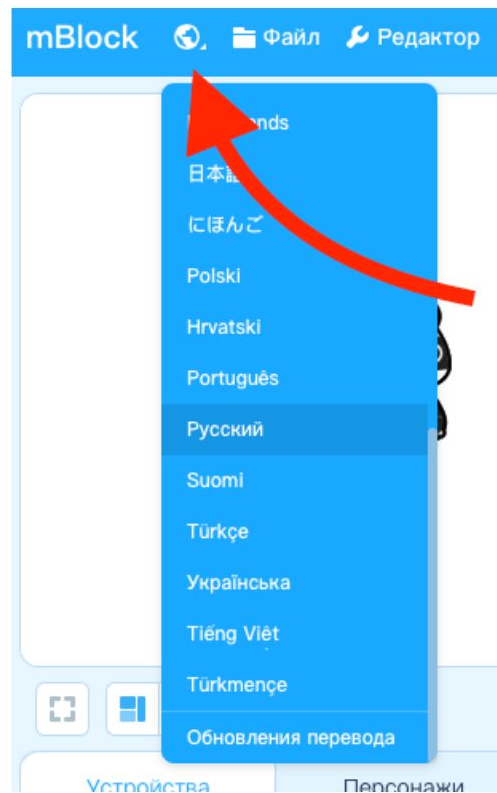 mBlock Файл Редактор
nds
日本
にほんご
Polski
Hrvatski
Português
Русский
Suomi
Türkçe
Українська
Tiếng Việt
Türkmençe
Обновления перевода
Устройства Персонажи